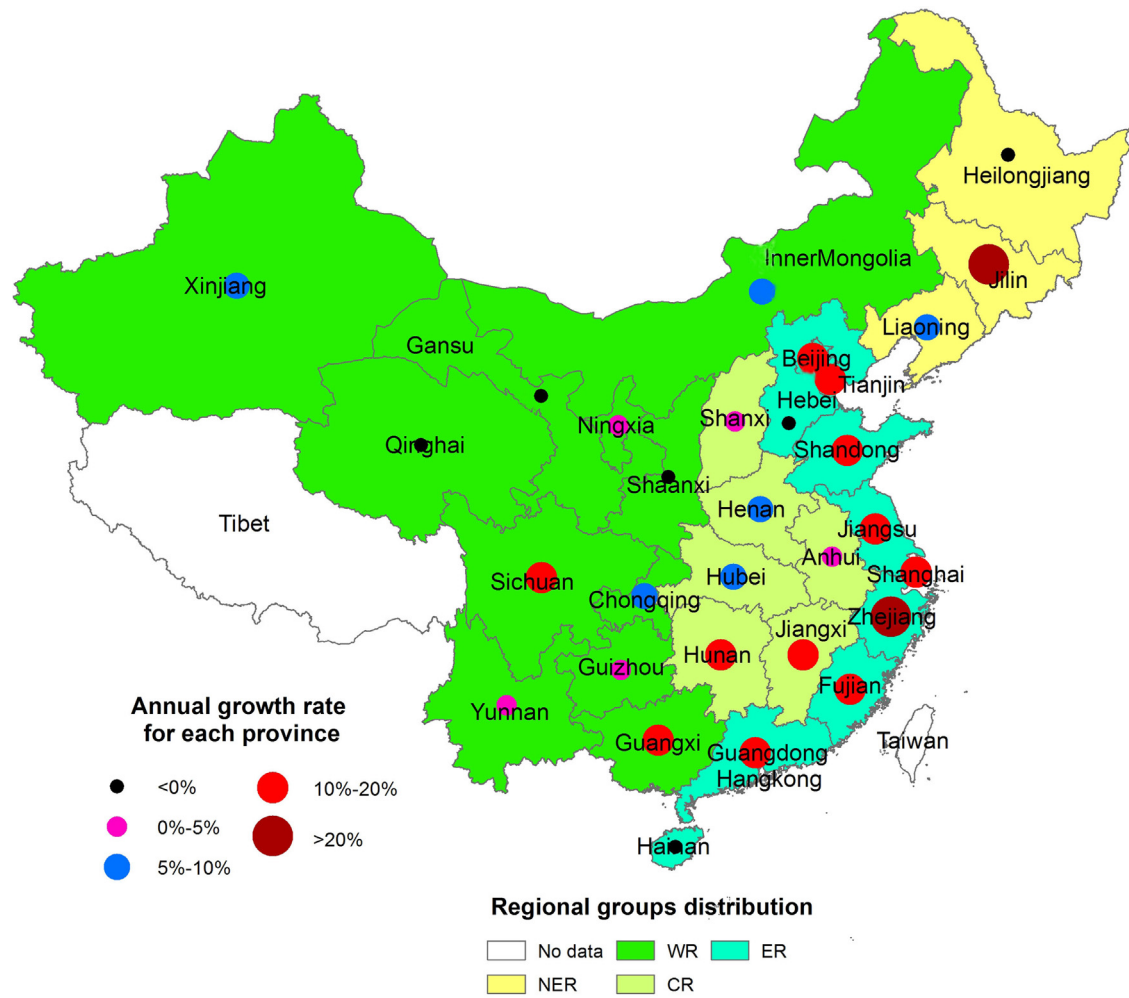 Heilongjiang
InnerMongolia
Xinjiang
Jilin
Liaoning
Gansu
Beijing
Tianjin
Hebei
Ningxia
Shanxi
Qinghai
Shandong
Shaanxi
Henan
Tibet
Jiangsu
Anhui
Sichuan
Hubei
Shanghai
Chongqing
Zhejiang
Jiangxi
Hunan
Guizhou
Fujian
Yunnan
Guangxi
Taiwan
Guangdong
Hangkong
Hainan
Annual growth rate
for each province
<0%
10%-20%
0%-5%
>20%
5%-10%
Regional groups distribution
No data
WR
ER
NER
CR